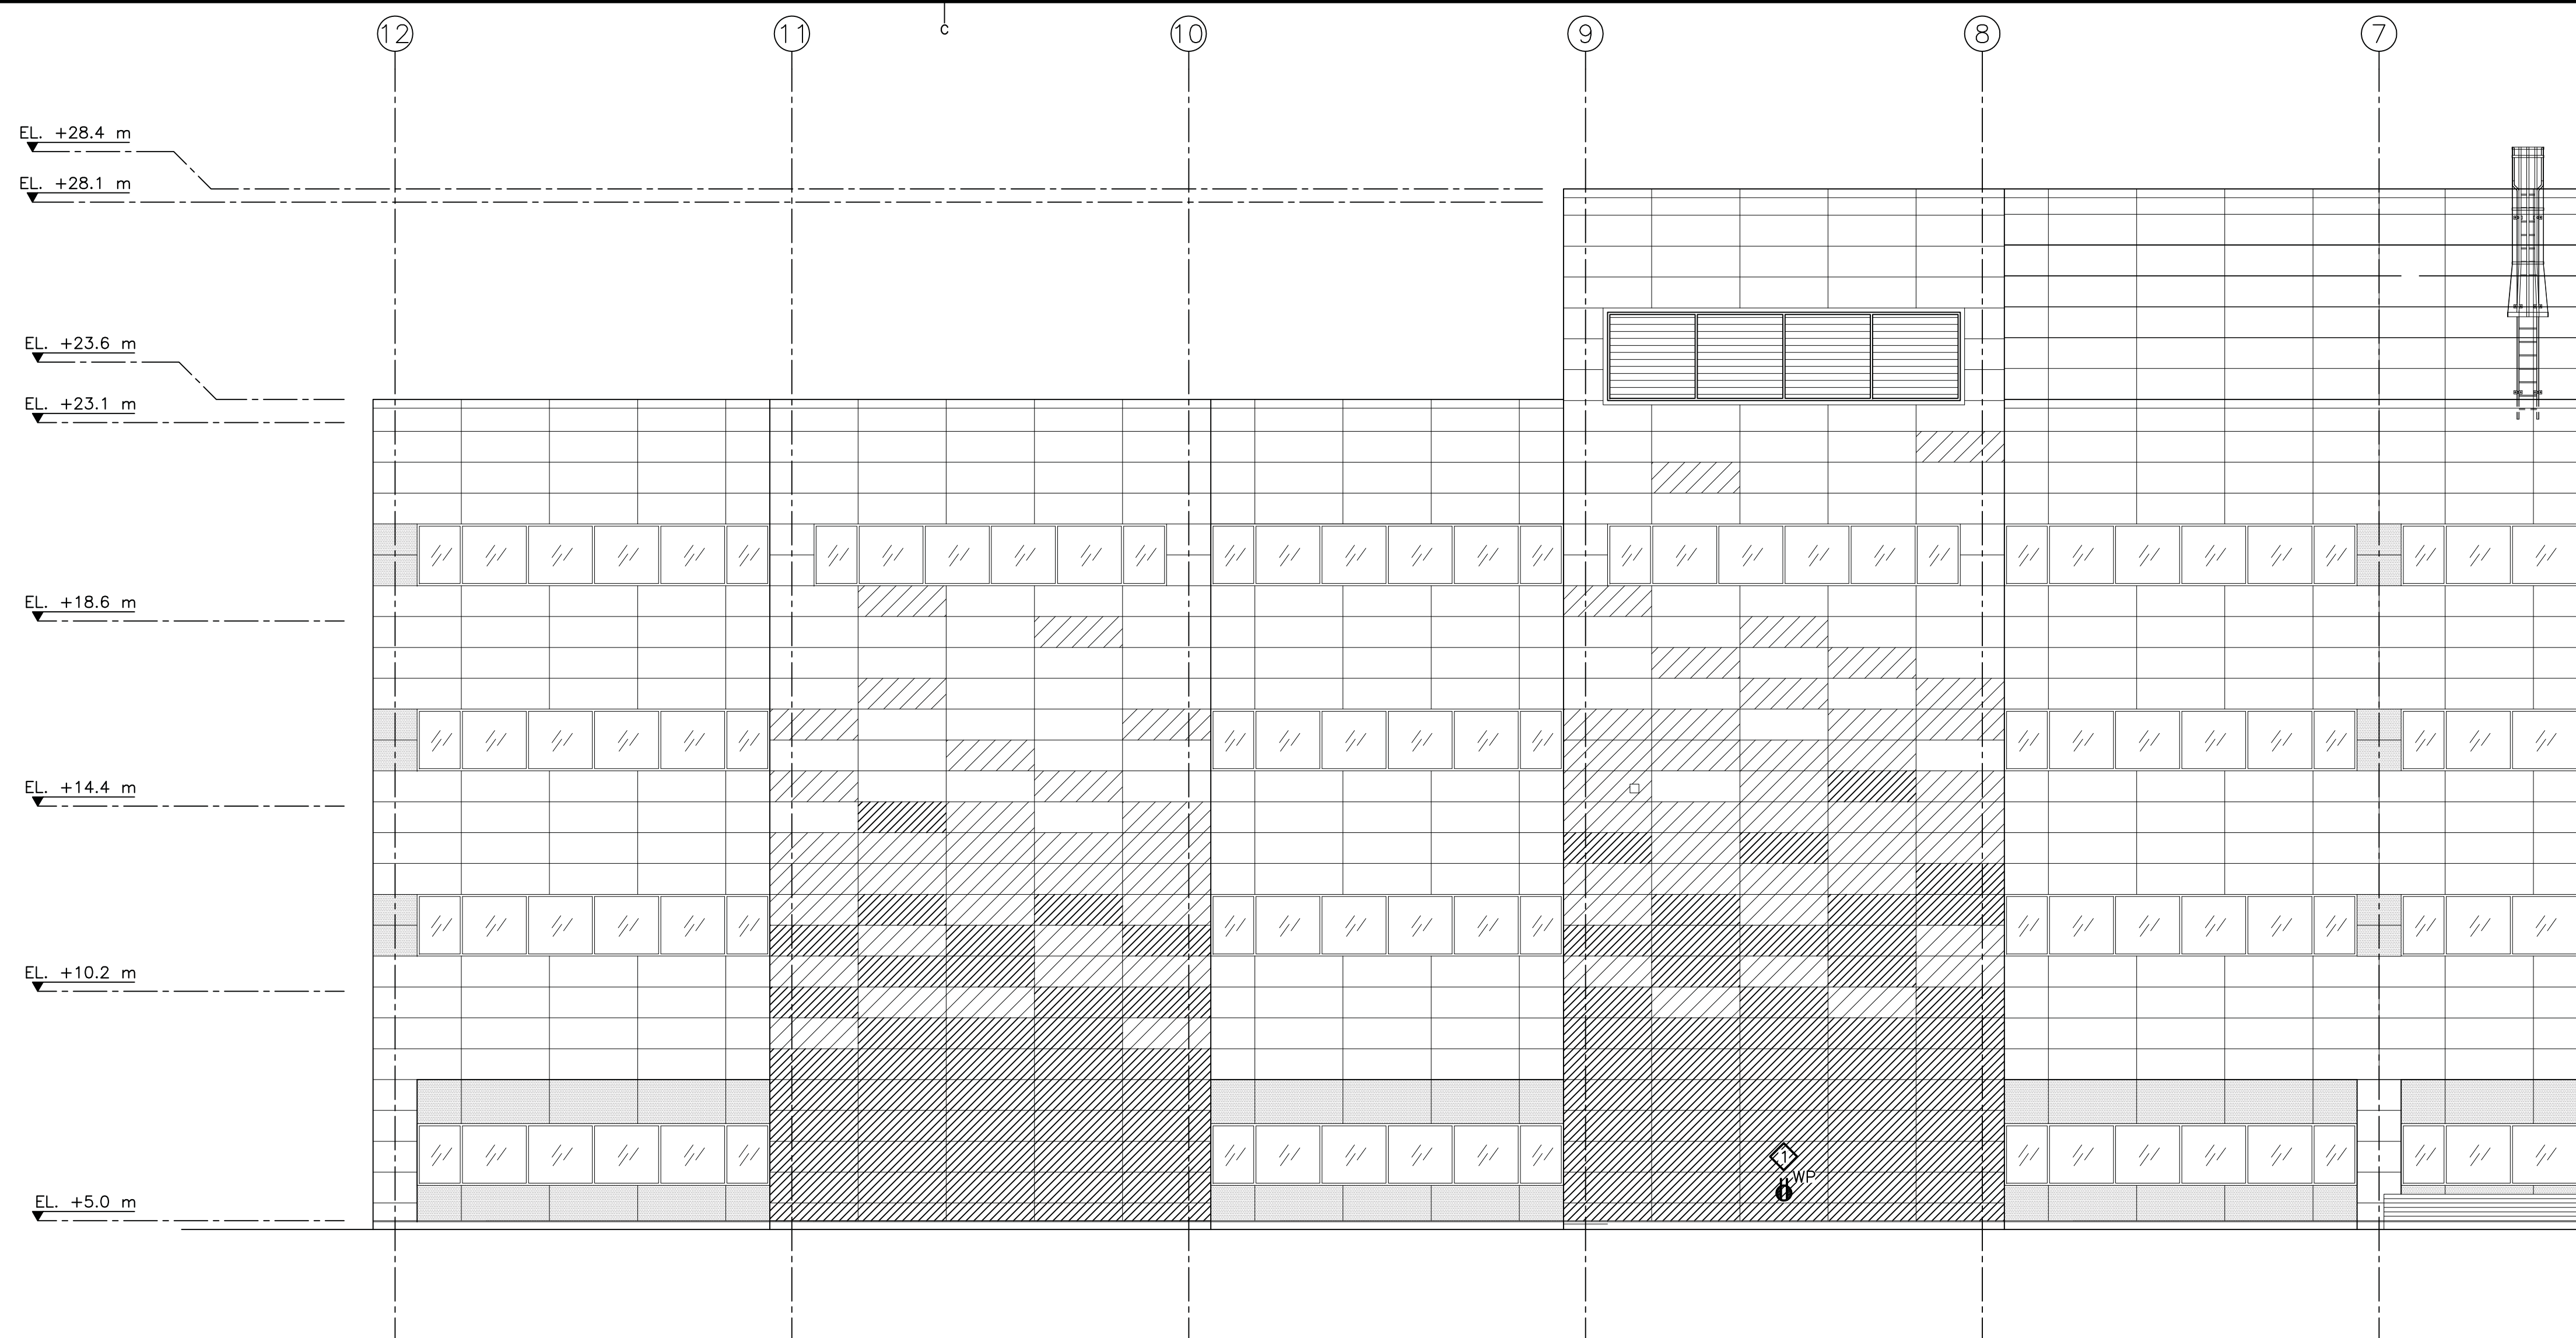 12 11 C 10 9 8 7
EL. +28.4 m
EL. +28.1 m
EL. +23.6 m
EL. +23.1 m
EL. +18.6 m
EL. +14.4 m
EL. +10.2 m
1
WP
EL. +5.0 m